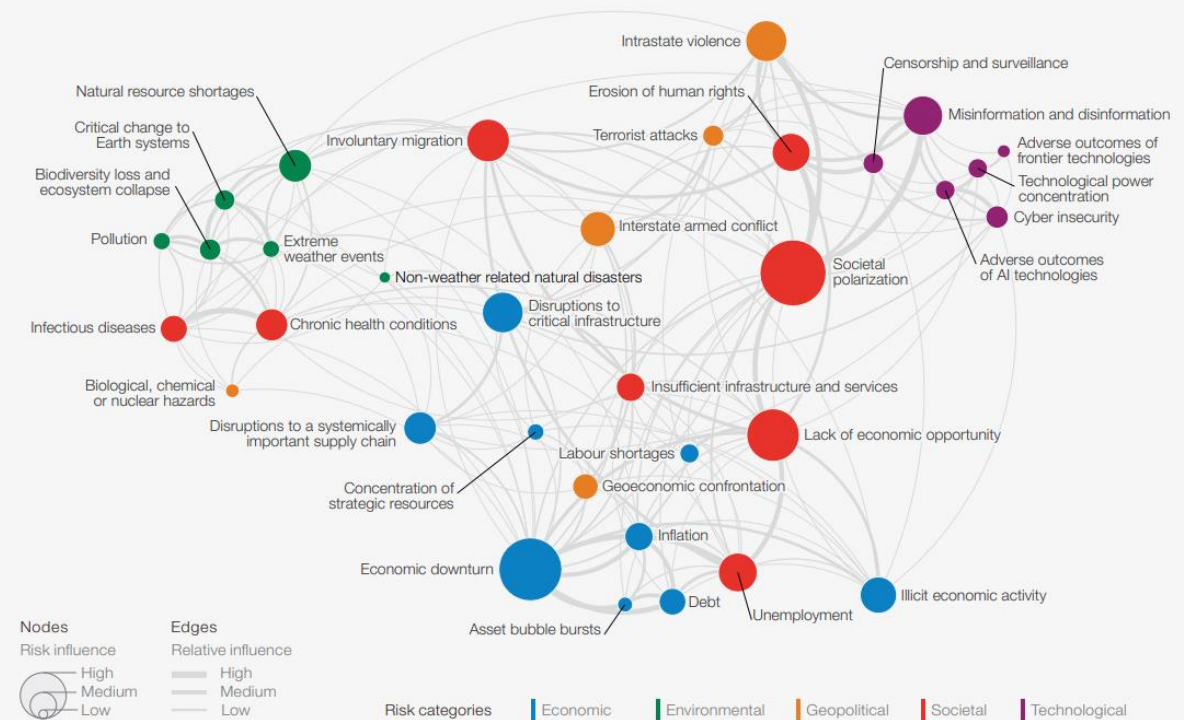 Intrastate violence
Censorship and surveillance
Natural resource shortages
Erosion of human rights
Misinformation and disinformation
Critical change to
Earth systems
Involuntary migration
Terrorist attacks
Adverse outcomes of
frontier technologies
Biodiversity loss and
ecosystem collapse
Technological power
concentration
Cyber insecurity
Pollution
Extreme
weather events
Interstate armed conflict
Adverse outcomes
of AI technologies
Societal
polarization
Non-weather related natural disasters
Disruptions to
critical infrastructure
Infectious diseases
Chronic health conditions
Biological, chemical
or nuclear hazards
Insufficient infrastructure and services
Disruptions to a systemically
important supply chain
Lack of economic opportunity
Labour shortages
Concentration of
strategic resources
Geoeconomic confrontation
Inflation
Economic downturn
Debt
Illicit economic activity
Unemployment
Asset bubble bursts
Nodes
Risk influence
High
Medium
Low
Edges
Relative influence
High
Medium
Low
Risk categories
Economic
Environmental
Geopolitical
Societal
Technological